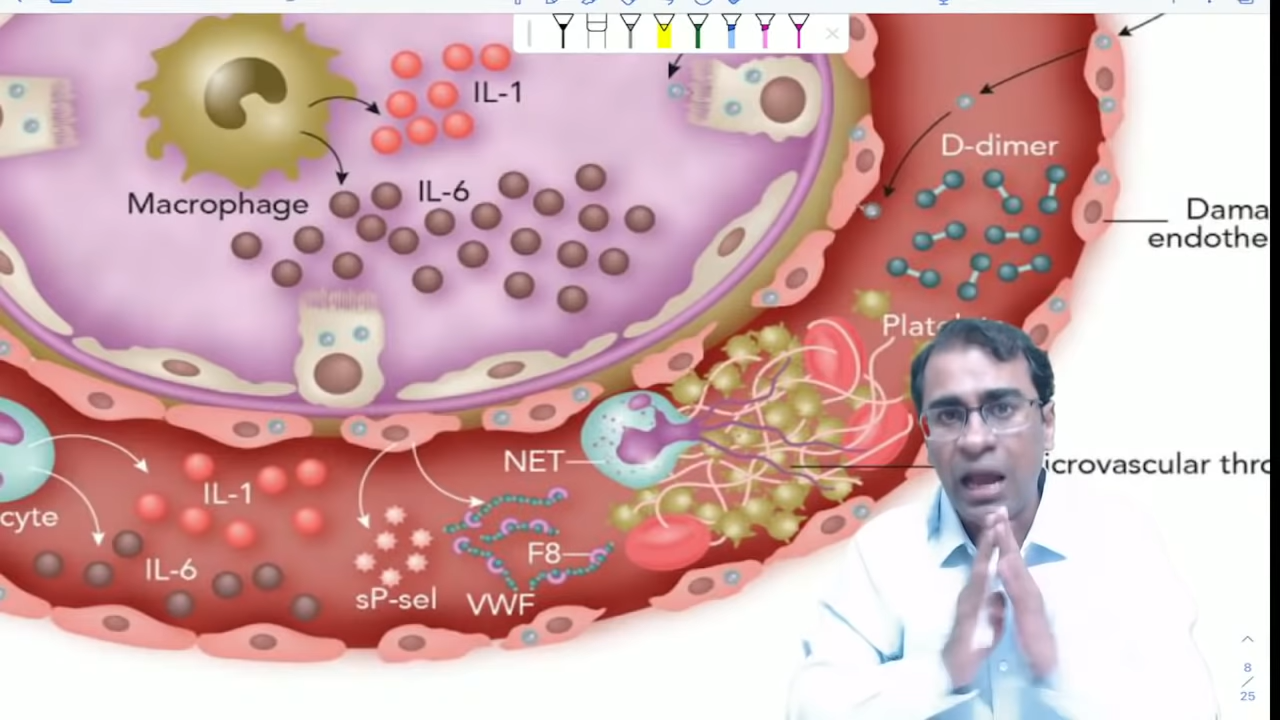 IL-1
D-dimer
IL-6
Macrophage
Dama
endothe
NET
icrovascular thro
IL-1
cyte
F8
IL-6
sP-sel
VWF
8
/
25